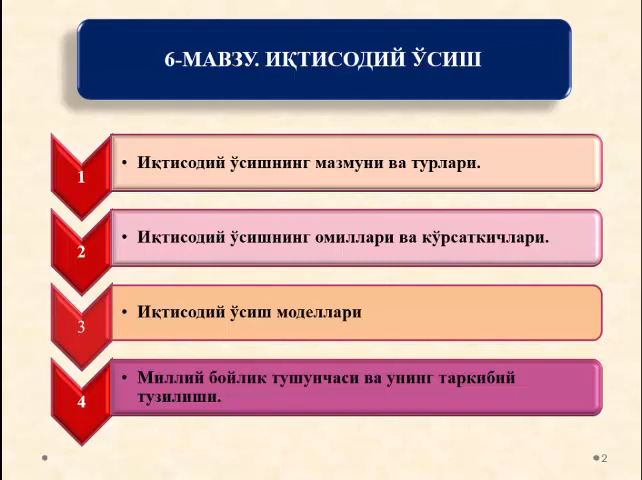 6-МАВЗУ. ИҚТИСОДИЙ ЎСИШ
1
• Иқтисодий ўсишнинг мазмуни ва турлари.
2
• Иқтисодий ўсишнинг омиллари ва кўрсаткичлари.
3
• Иқтисодий ўсиш моделлари
4
• Миллий бойлик тушунчаси ва унинг таркибий
тузилиши.
2